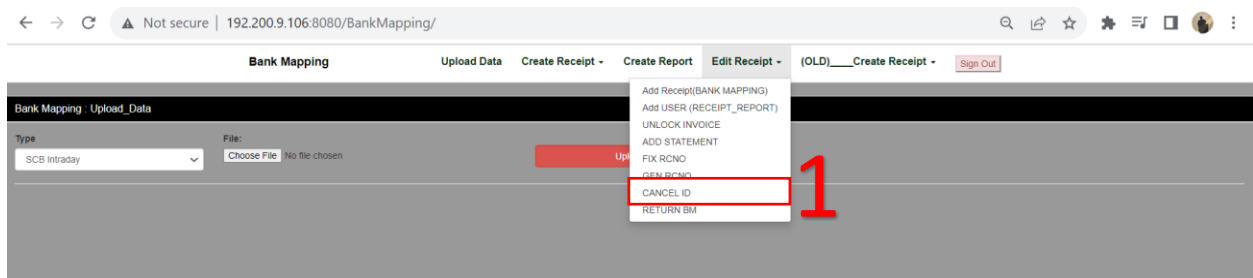 Not secure | 192.200.9.106:8080/BankMapping/
Bank Mapping Upload Data Create Receipt Create Report Edit Receipt (OLD)____Create Receipt Sign Out
Add Receipt(BANK MAPPING)
Bank Mapping : Upload_Data
Add USER (RECEIPT_REPORT)
UNLOCK INVOICE
Type File:
ADD STATEMENT
SCB Intraday Choose File No file chosen Upl
FIX RCNO
GEN RCNO
CANCEL ID
1
RETURN BM